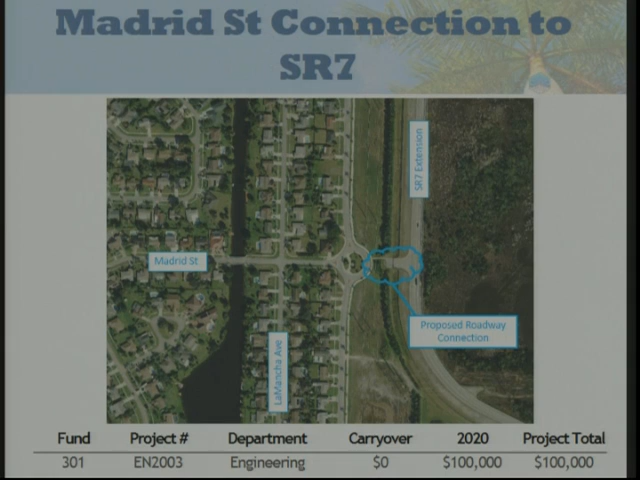 Madrid St Connection to
SR7
SR7 Extension
Madrid St
Proposed Roadway
Connection
LaMancha Ave
Fund Project # Department Carryover 2020 Project Total
301 EN2003 Engineering $0 $100,000 $100,000